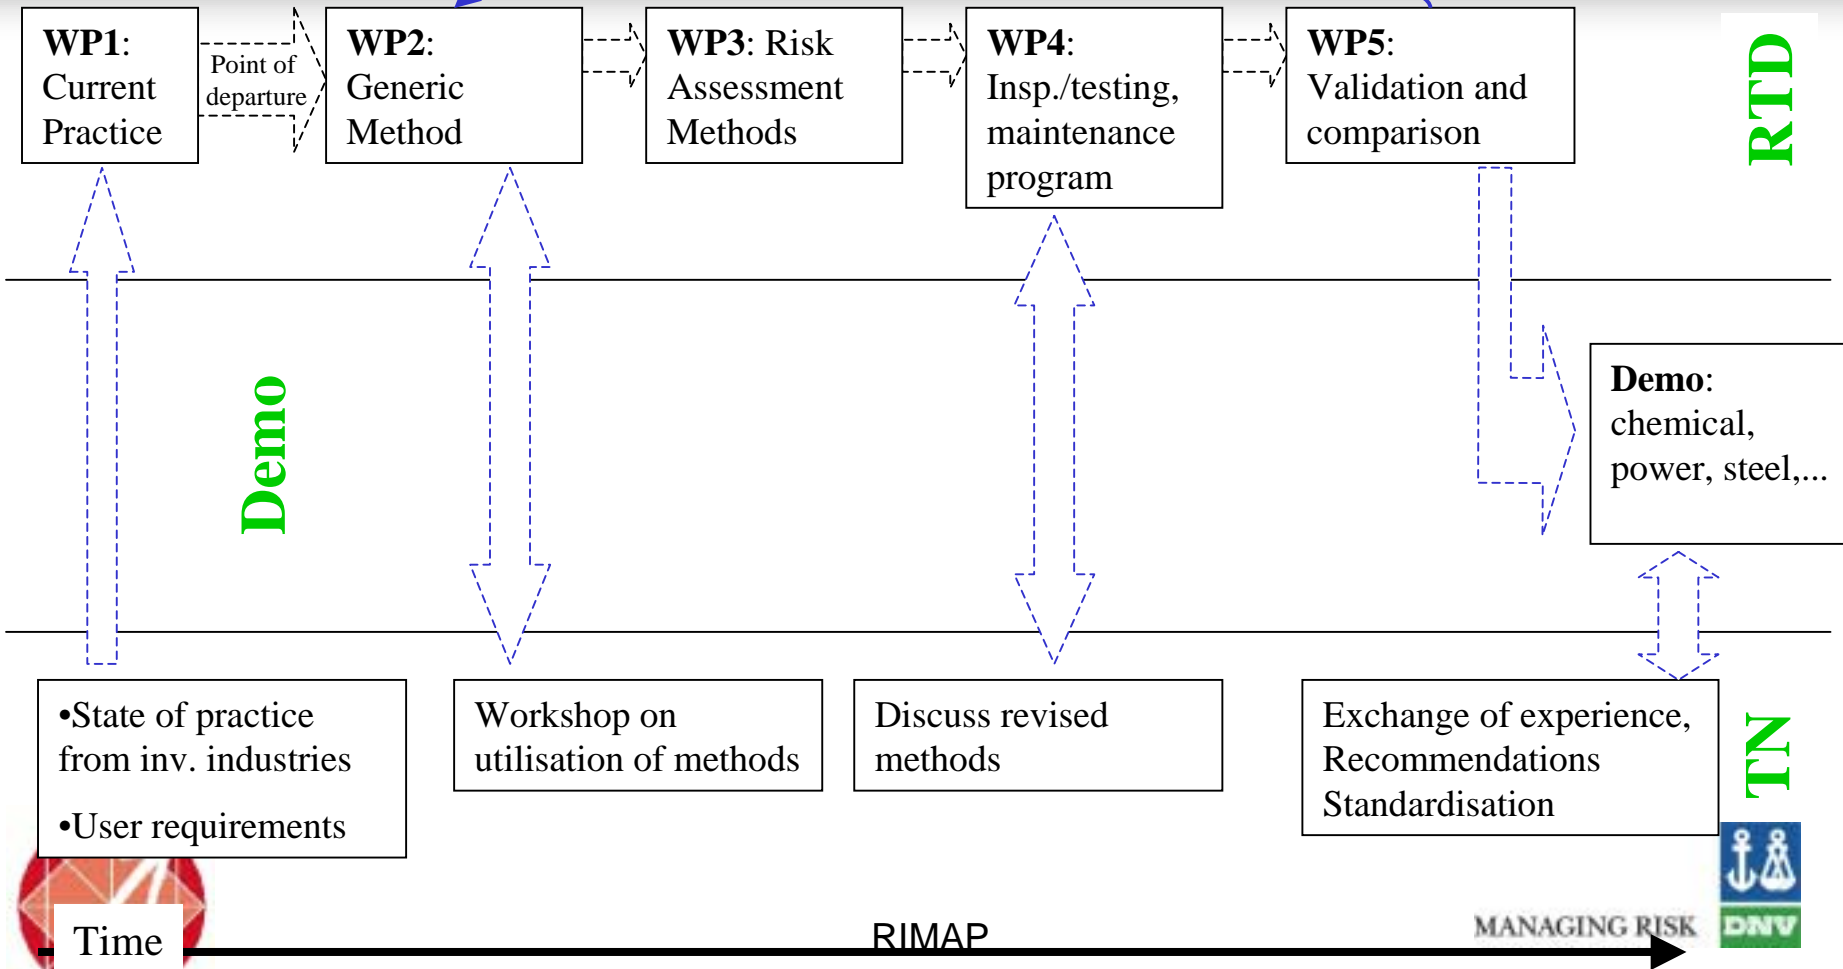 WP1:
Current
Practice
Point of
departure
WP2:
Generic
Method
WP3: Risk
Assessment
Methods
WP4:
Insp./testing,
maintenance
program
WP5:
Validation and
comparison
RTD
Demo
Demo:
chemical,
power, steel,...
•State of practice
from inv. industries
•User requirements
Workshop on
utilisation of methods
Discuss revised
methods
Exchange of experience,
Recommendations
Standardisation
TN
Time
RIMAP
MANAGING RISK
DNV